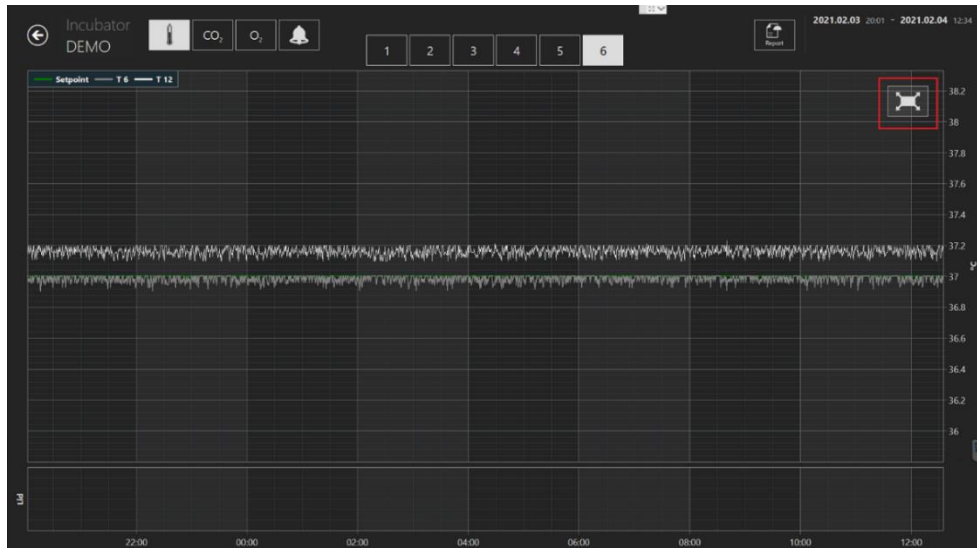 Incubator
DEMO
CO₂
O₂
1 2 3 4 5 6
Report
2021.02.03 20:01 - 2021.02.04 12:34
Setpoint T 6 T 12
38.2
38
37.8
37.6
37.4
37.2
°C
37
36.8
36.6
36.4
36.2
36
Lid
22:00 00:00 02:00 04:00 06:00 08:00 10:00 12:00